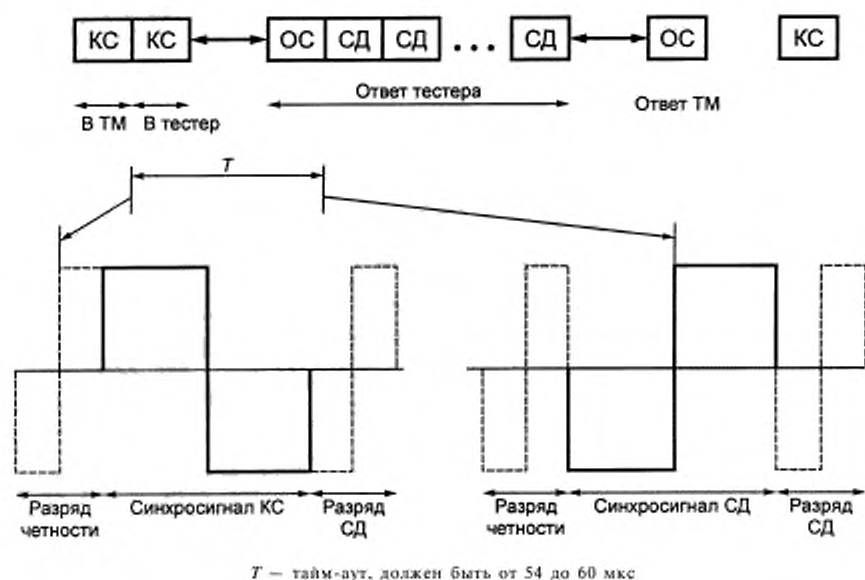 КС КС ОС СД СД ... СД ОС КС
Ответ тестера
Ответ ТМ
В ТМ В тестер
T
Разряд четности
Синхросигнал КС
Разряд СД
Разряд четности
Синхросигнал СД
Разряд СД
T — тайм-аут, должен быть от 54 до 60 мкс